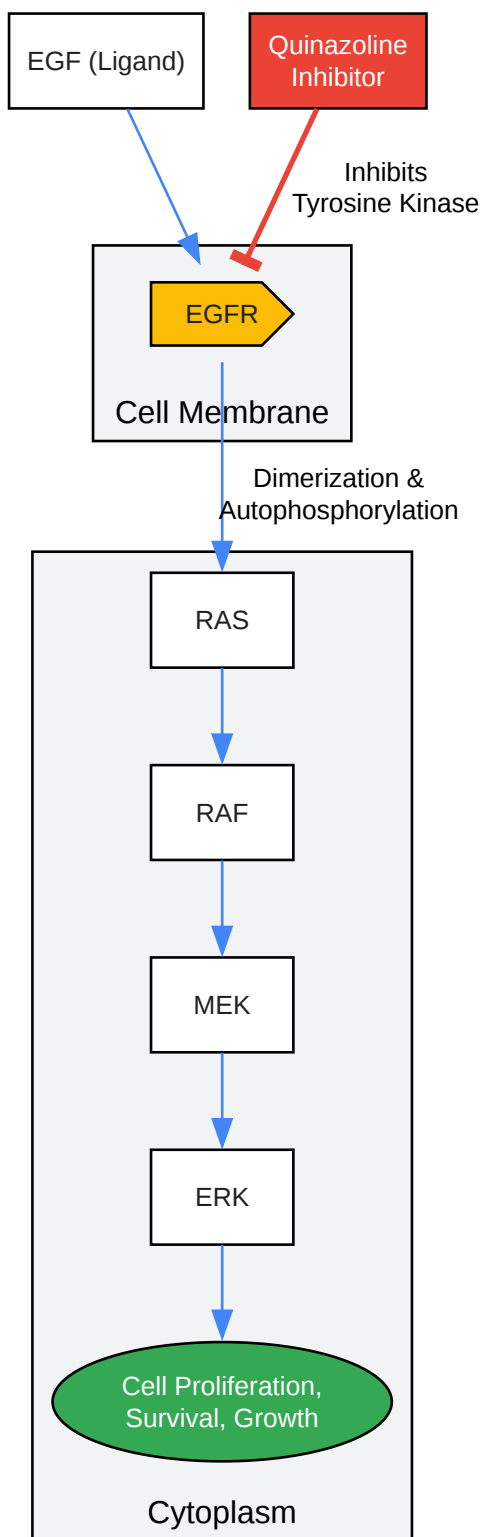 EGF (Ligand)
Quinazoline
Inhibitor
Inhibits
Tyrosine Kinase
EGFR
Cell Membrane
Dimerization &
Autophosphorylation
RAS
RAF
MEK
ERK
Cell Proliferation,
Survival, Growth
Cytoplasm